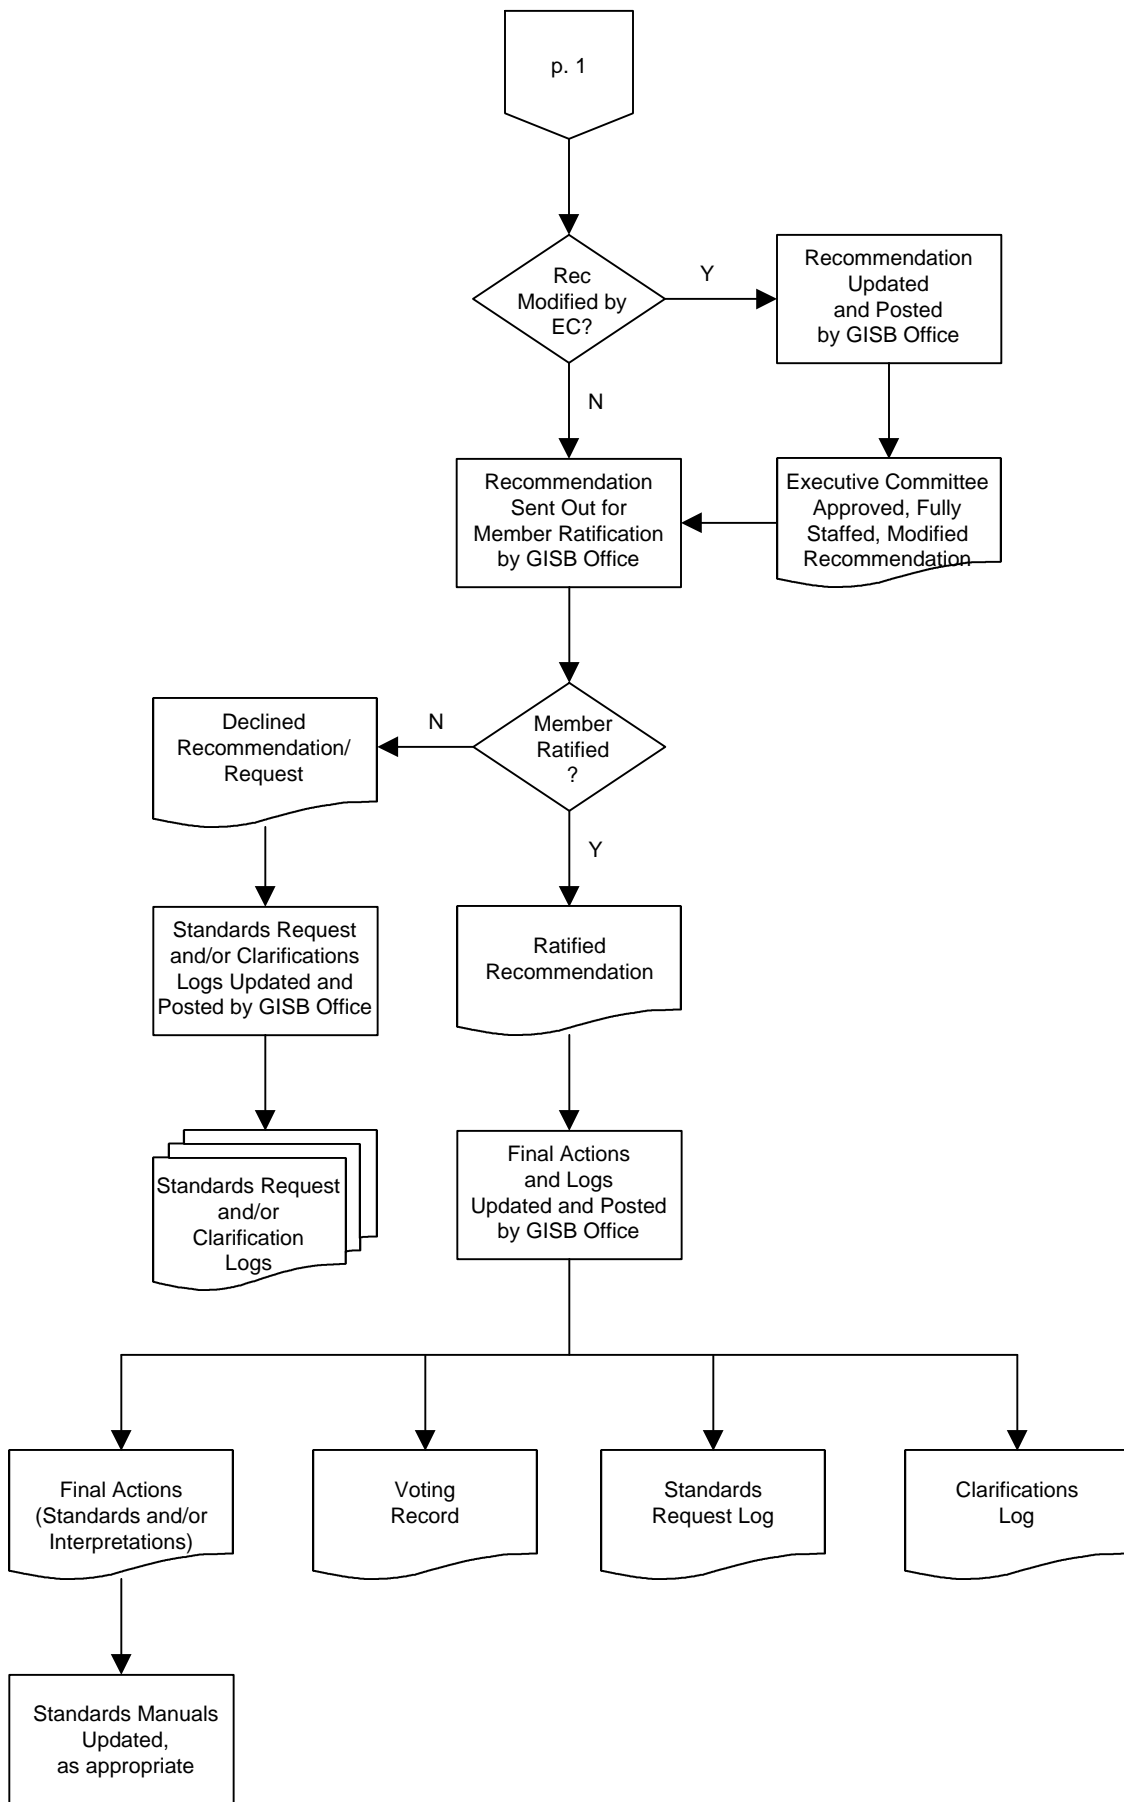 p. 1
Rec
Modified by
EC?
Y
Recommendation
Updated
and Posted
by GISB Office
N
Recommendation
Sent Out for
Member Ratification
by GISB Office
Executive Committee
Approved, Fully
Staffed, Modified
Recommendation
Member
Ratified
?
N
Declined
Recommendation/
Request
Y
Standards Request
and/or Clarifications
Logs Updated and
Posted by GISB Office
Ratified
Recommendation
Standards Request
and/or
Clarification
Logs
Final Actions
and Logs
Updated and Posted
by GISB Office
Final Actions
(Standards and/or
Interpretations)
Voting
Record
Standards
Request Log
Clarifications
Log
Standards Manuals
Updated,
as appropriate